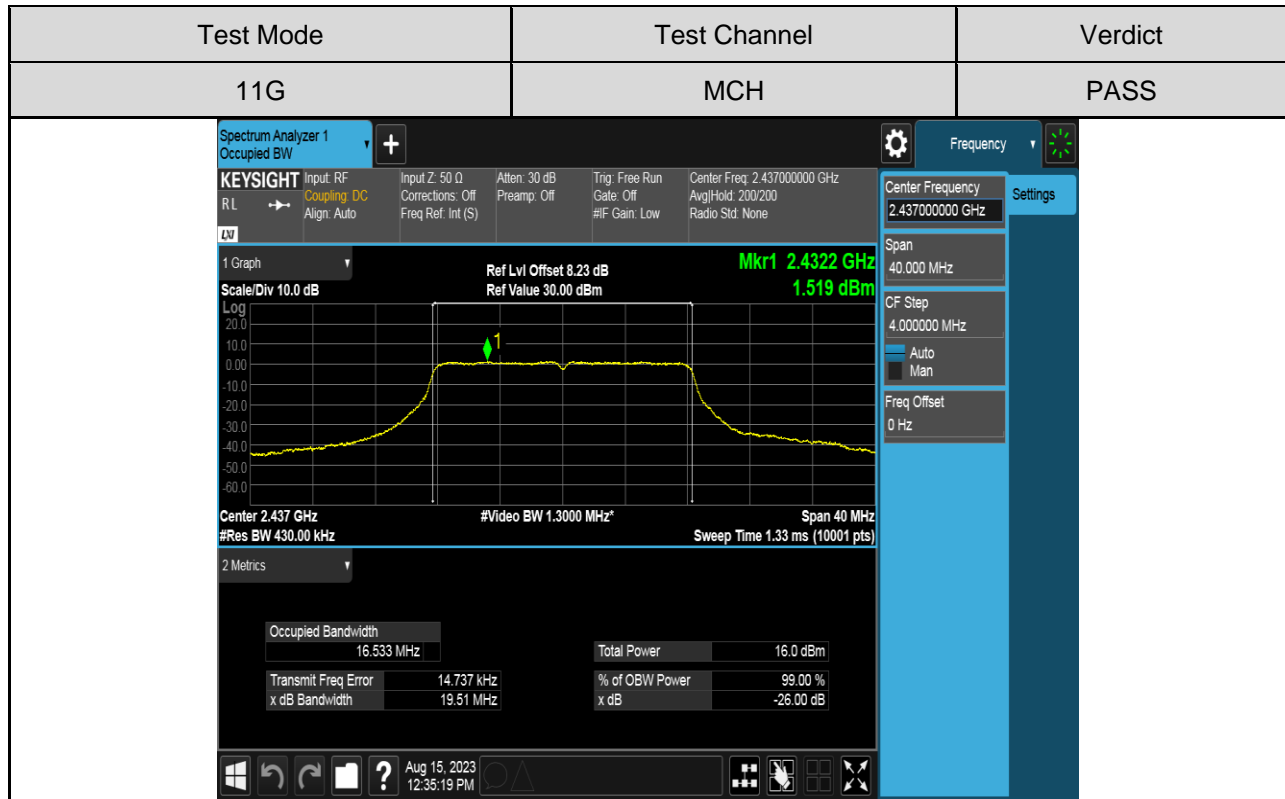 Test Mode Test Channel Verdict
11G MCH PASS
Spectrum Analyzer 1
Occupied BW
+
Frequency
KEYSIGHT Input: RF Input Z: 50 Ω Atten: 30 dB Trig: Free Run Center Freq: 2.437000000 GHz
RL Coupling: DC Corrections: Off Preamp: Off Gate: Off Avg|Hold: 200/200
Align: Auto Freq Ref: Int (S) #IF Gain: Low Radio Std: None
LXI
Center Frequency
2.437000000 GHz
Settings
Span
40.000 MHz
CF Step
4.000000 MHz
Auto
Man
Freq Offset
0 Hz
1 Graph
Ref Lvl Offset 8.23 dB
Mkr1 2.4322 GHz
Scale/Div 10.0 dB Ref Value 30.00 dBm 1.519 dBm
Log
20.0
10.0
0.00
-10.0
-20.0
-30.0
-40.0
-50.0
-60.0
1
Center 2.437 GHz #Video BW 1.3000 MHz* Span 40 MHz
#Res BW 430.00 kHz Sweep Time 1.33 ms (10001 pts)
2 Metrics
Occupied Bandwidth
16.533 MHz Total Power 16.0 dBm
Transmit Freq Error 14.737 kHz % of OBW Power 99.00 %
x dB Bandwidth 19.51 MHz x dB -26.00 dB
? Aug 15, 2023
12:35:19 PM